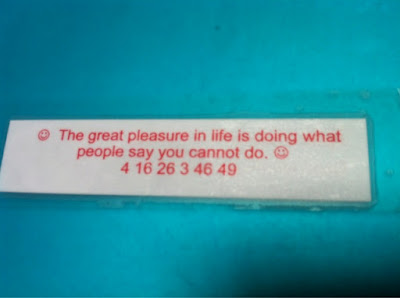 ☺ The great pleasure in life is doing what
people say you cannot do. ☺
4 16 26 3 46 49